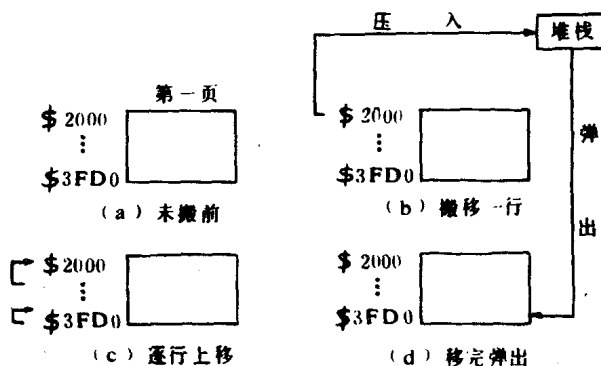 压 入
堆栈
第一页
$ 2000
⋮
$3FD0
(a) 未搬前
$ 2000
⋮
$3FD0
(b) 搬移一行
弹
出
$2000
⋮
$3FD0
(c) 逐行上移
$ 2000
⋮
$3FD0
(d) 移完弹出